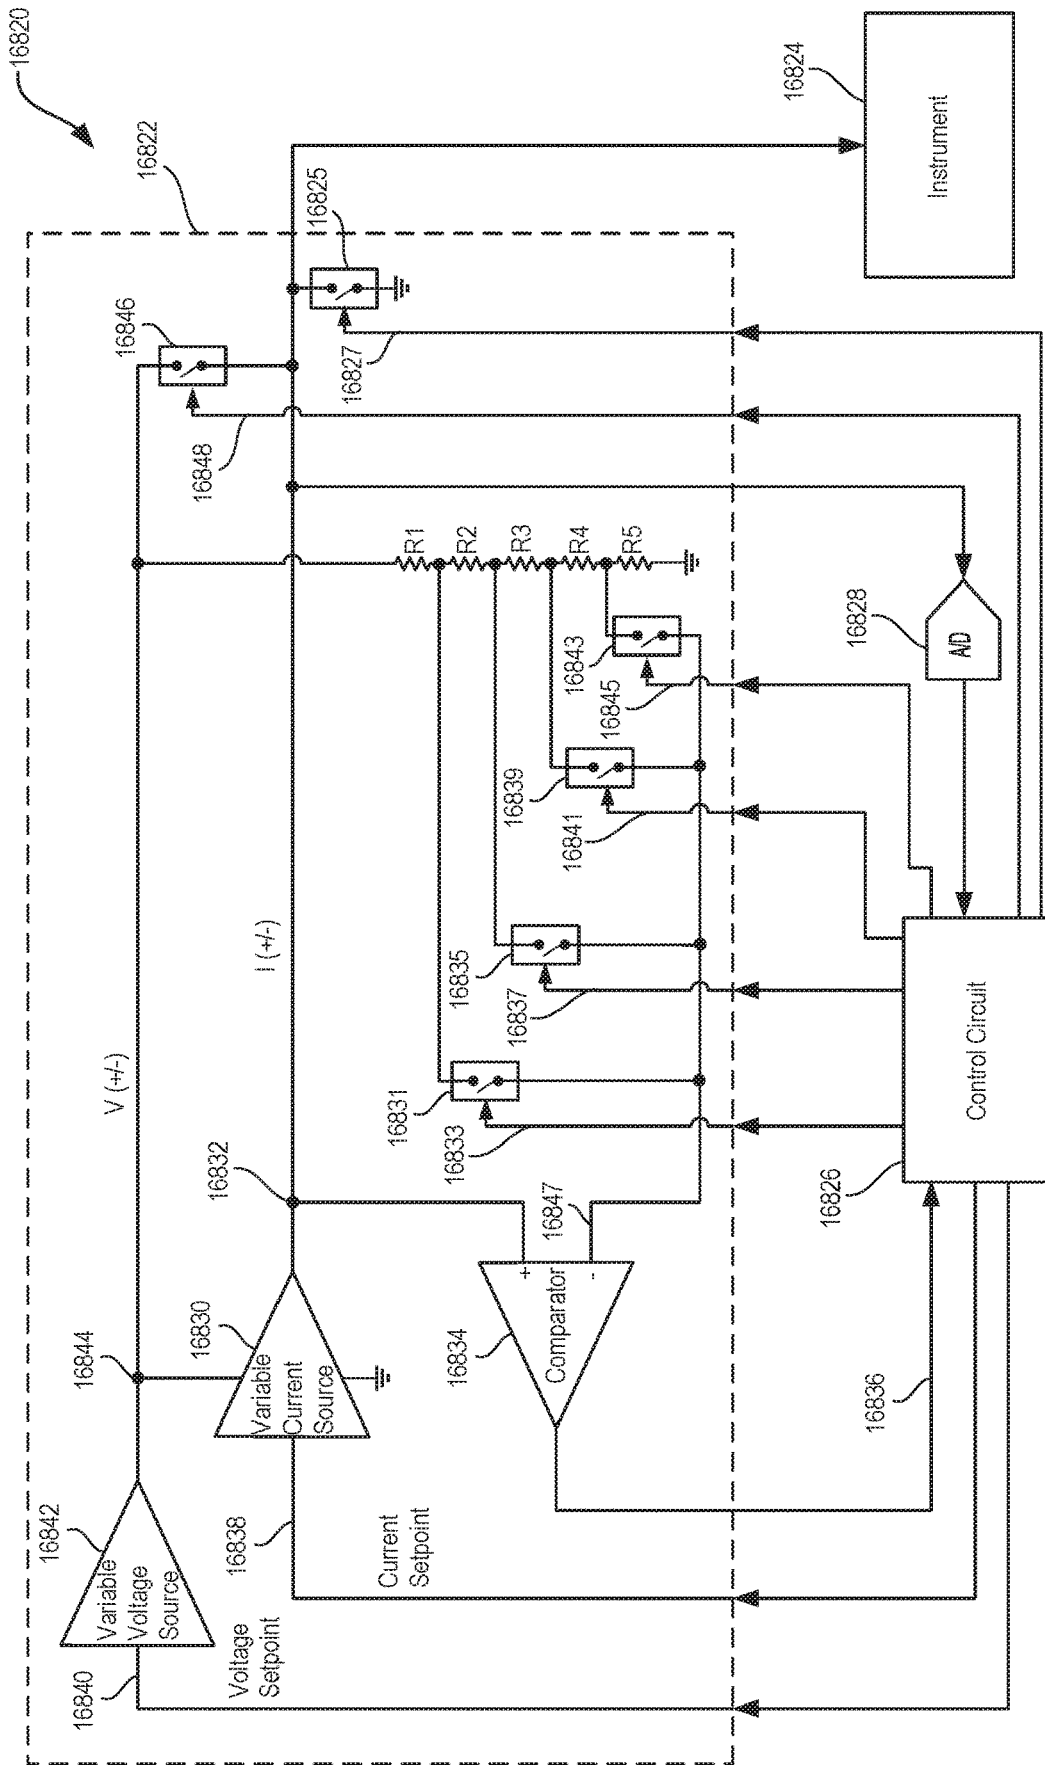 16820
16822
16842
Variable
Voltage
Source
16840
Voltage
Setpoint
16844
V (+/-)
16846
16848
16830
Variable
Current
Source
16838
Current
Setpoint
16832
I (+/-)
16825
16827
R1
R2
R3
R4
R5
16831
16833
16835
16837
16839
16841
16843
16845
16847
+
-
Comparator
16834
16836
16826
Control Circuit
16828
A/D
16824
Instrument